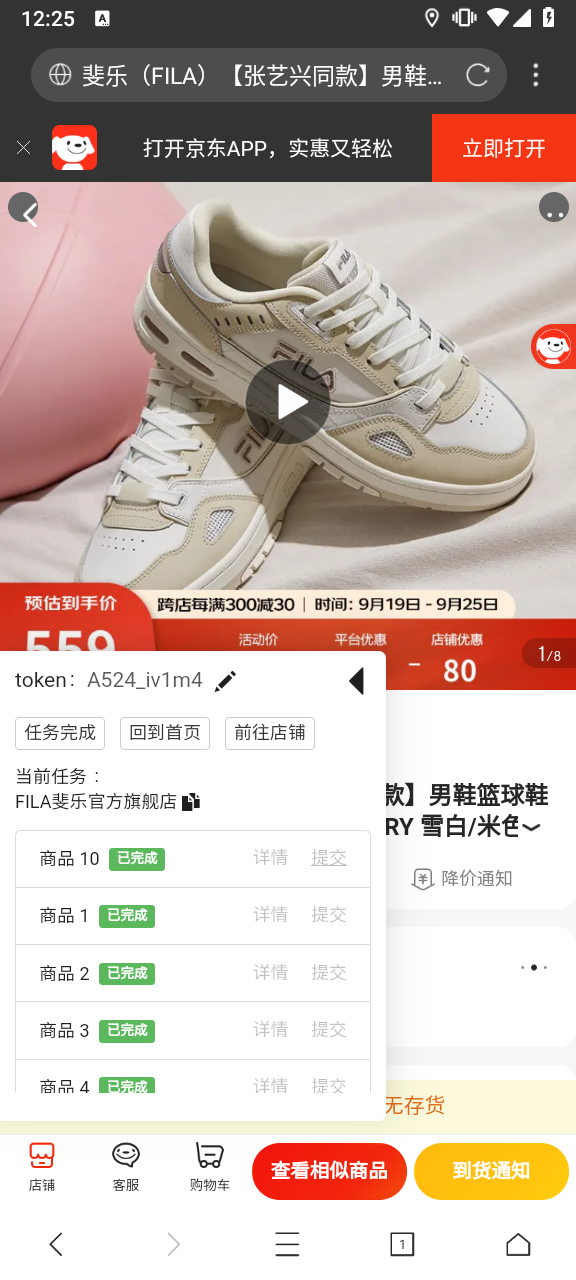 12:25
斐乐（FILA）【张艺兴同款】男鞋...
打开京东APP，实惠又轻松
立即打开
FILA
FILA
预估到手价
跨店每满300减30 | 时间：9月19日 - 9月25日
559
活动价
平台优惠
店铺优惠
- 80
1/8
token： A524_iv1m4
任务完成
回到首页
前往店铺
当前任务：
FILA斐乐官方旗舰店
款】男鞋篮球鞋
RY 雪白/米色
降价通知
商品 10 已完成 详情 提交
商品 1 已完成 详情 提交
商品 2 已完成 详情 提交
商品 3 已完成 详情 提交
商品 4 已完成 详情 提交
无存货
店铺
客服
购物车
查看相似商品
到货通知
1